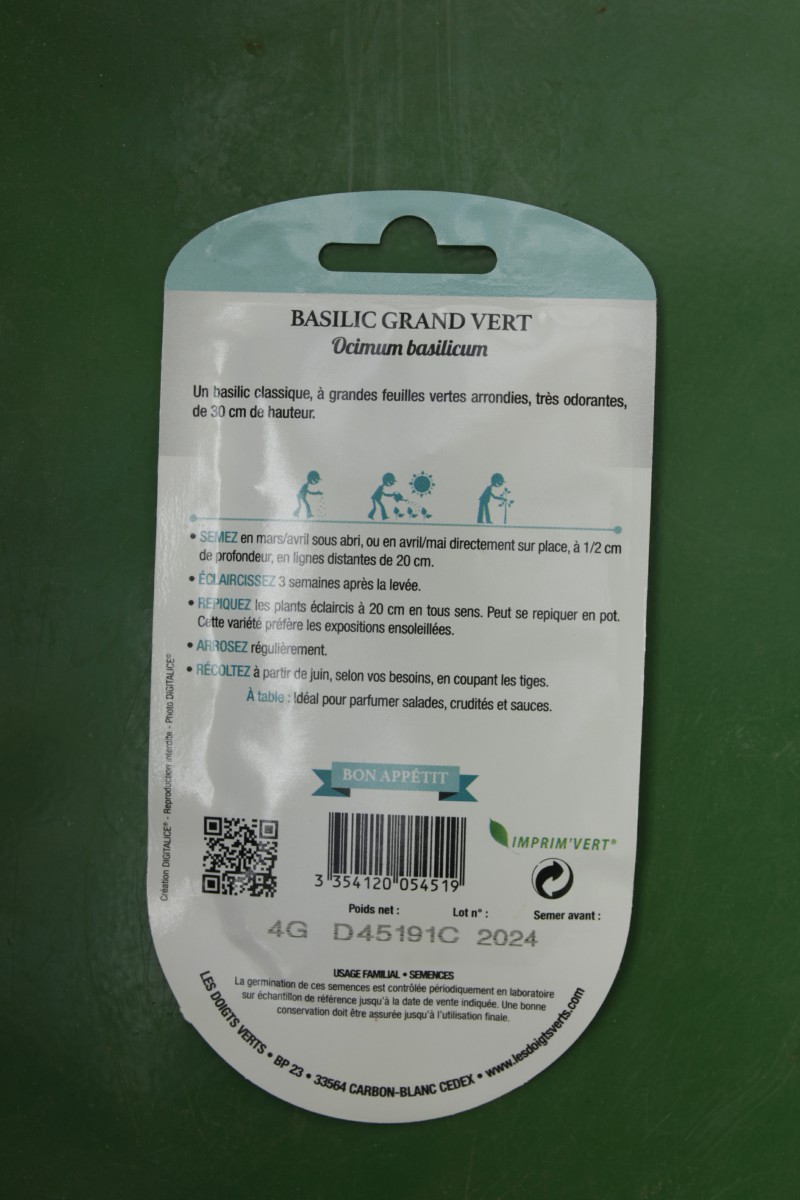 BASILIC GRAND VERT
Ocimum basilicum
Un basilic classique, à grandes feuilles vertes arrondies, très odorantes,
de 30 cm de hauteur.
• SEMEZ en mars/avril sous abri, ou en avril/mai directement sur place, à 1/2 cm
de profondeur, en lignes distantes de 20 cm.
• ÉCLAIRCISSEZ 3 semaines après la levée.
• REPIQUEZ les plants éclaircis à 20 cm en tous sens. Peut se repiquer en pot.
Cette variété préfère les expositions ensoleillées.
• ARROSEZ régulièrement.
• RÉCOLTEZ à partir de juin, selon vos besoins, en coupant les tiges.
À table : Idéal pour parfumer salades, crudités et sauces.
Création DIGITALICE® - Reproduction interdite - Photo DIGITALICE®
BON APPÉTIT
IMPRIM'VERT®
3 354120 054519
Poids net : Lot n° : Semer avant :
4G D45191C 2024
USAGE FAMILIAL • SEMENCES
La germination de ces semences est contrôlée périodiquement en laboratoire
sur échantillon de référence jusqu'à la date de vente indiquée. Une bonne
conservation doit être assurée jusqu'à l'utilisation finale.
LES DOIGTS VERTS • BP 23 • 33564 CARBON-BLANC CEDEX • www.lesdoigtsverts.com